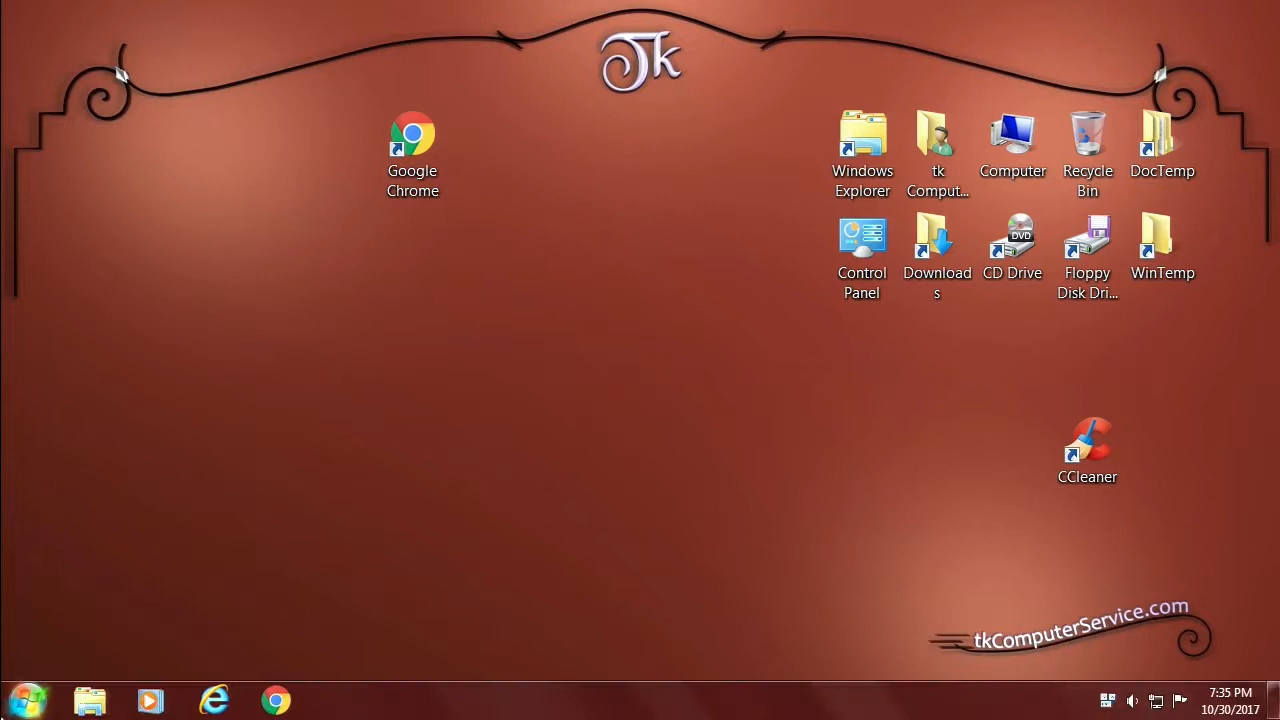 Tk
Google
Chrome
Windows
Explorer
tk
Comput...
Computer
Recycle
Bin
DocTemp
Control
Panel
Download
s
DVD
CD Drive
Floppy
Disk Dri...
WinTemp
CCleaner
tkComputerService.com
7:35 PM
10/30/2017